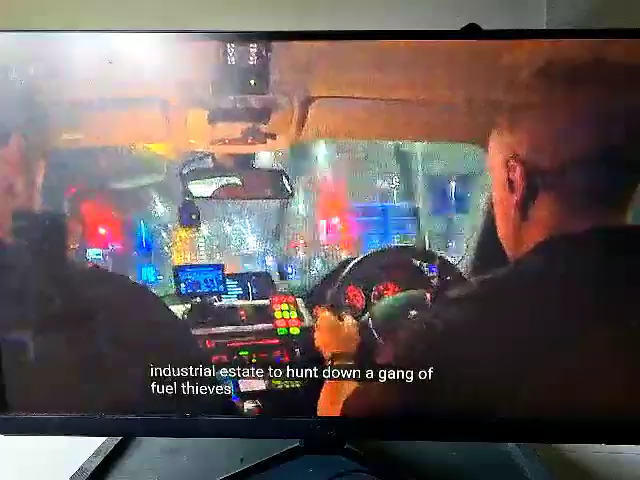 industrial estate to hunt down a gang of
fuel thieves